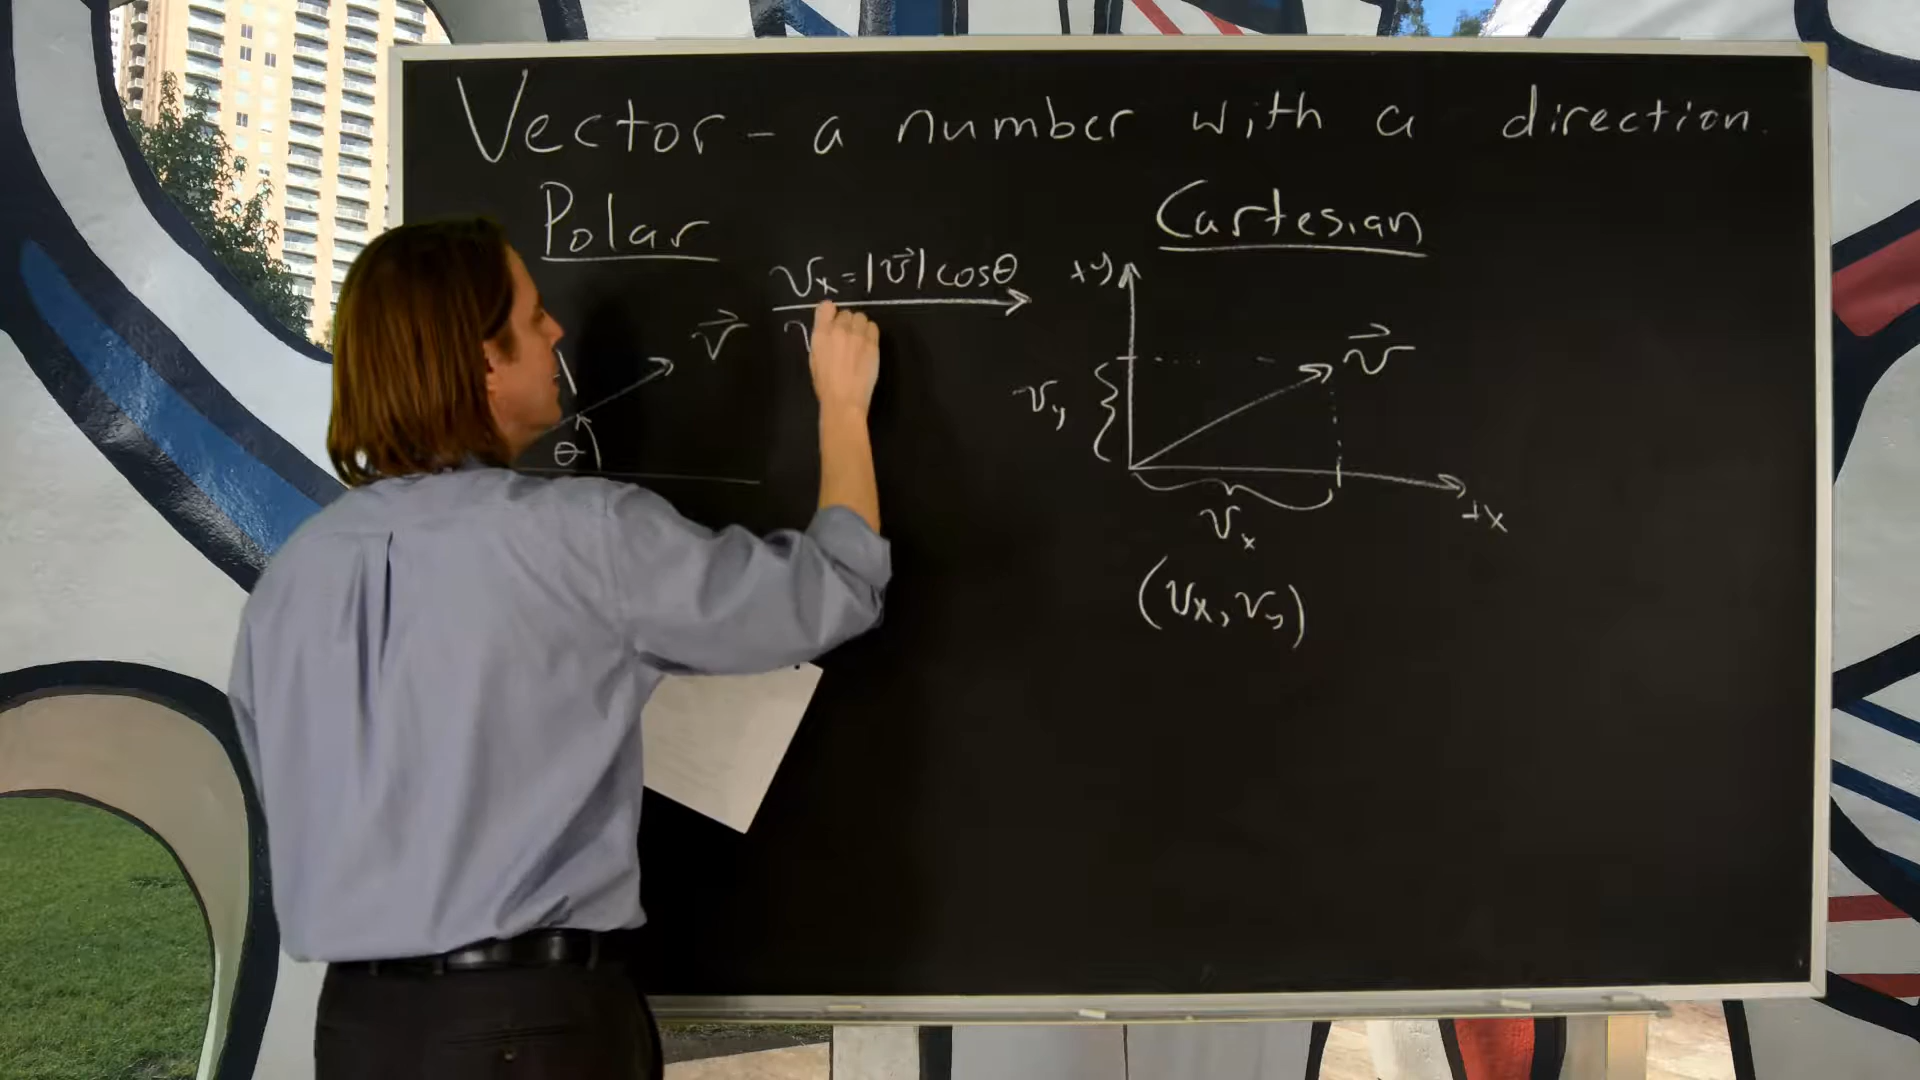 Vector - a number with a direction.
Polar
Cartesian
Vx = |v⃗| cosθ
V
v⃗
θ
+y
v⃗
Vy
Vx
+x
(Vx, Vy)